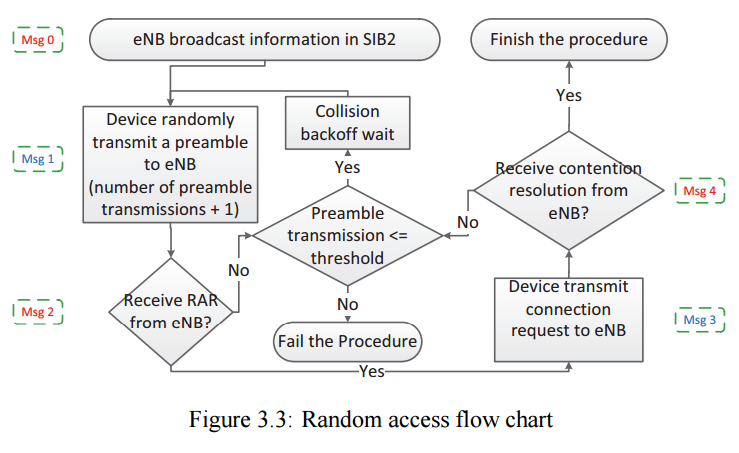 Msg 0
eNB broadcast information in SIB2
Finish the procedure
Yes
Msg 1
Device randomly
transmit a preamble
to eNB
(number of preamble
transmissions + 1)
Collision
backoff wait
Yes
Receive contention
resolution from
eNB?
Msg 4
Preamble
transmission <=
threshold
No
No
Msg 2
Receive RAR
from eNB?
No
Fail the Procedure
Device transmit
connection
request to eNB
Msg 3
Yes
Figure 3.3: Random access flow chart